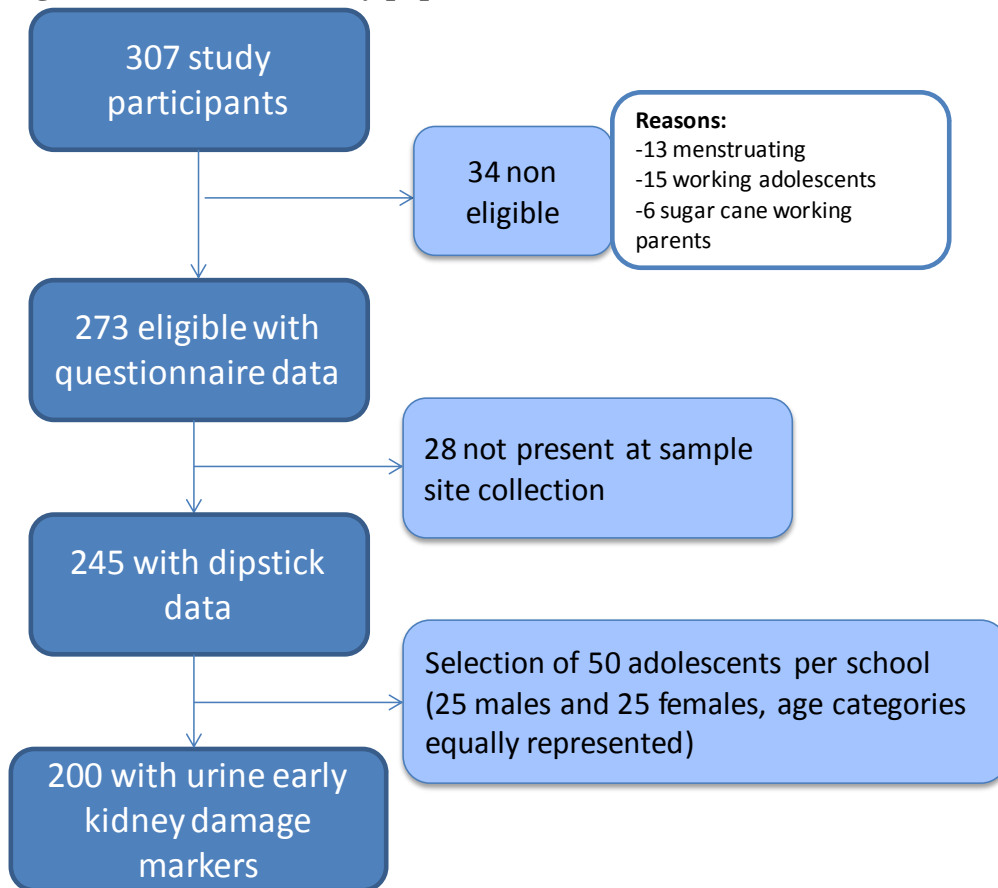 307 study
participants
34 non
eligible
Reasons:
-13 menstruating
-15 working adolescents
-6 sugar cane working
parents
273 eligible with
questionnaire data
28 not present at sample
site collection
245 with dipstick
data
Selection of 50 adolescents per school
(25 males and 25 females, age categories
equally represented)
200 with urine early
kidney damage
markers